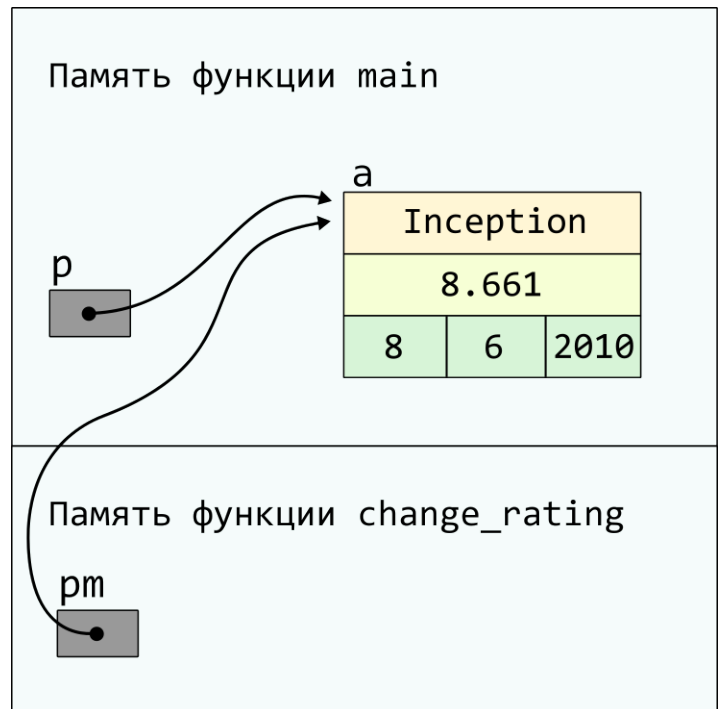 Память функции main
a
Inception
p
8.661
8 6 2010
Память функции change_rating
pm